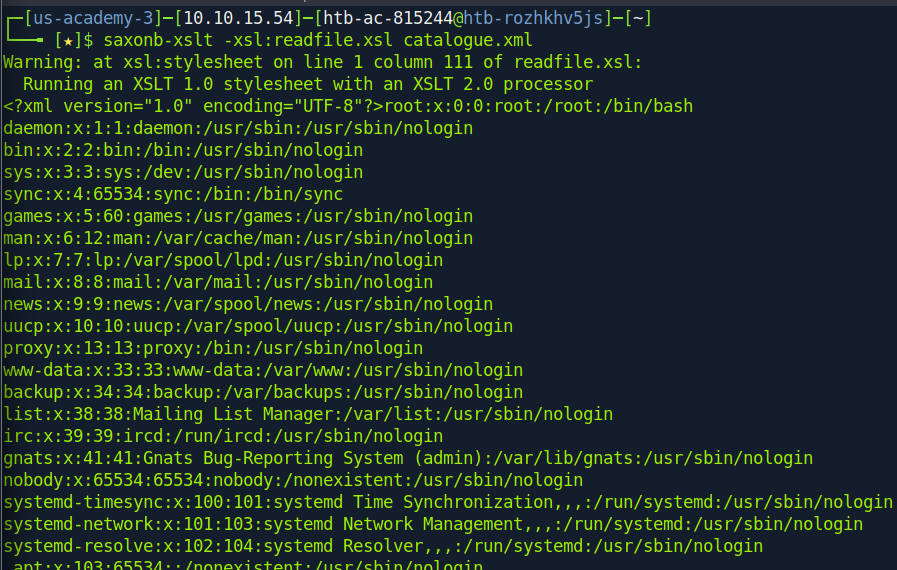 ┌─[us-academy-3]─[10.10.15.54]─[htb-ac-815244@htb-rozhkhv5js]─[~]
└──╼ [★]$ saxonb-xslt -xsl:readfile.xsl catalogue.xml
Warning: at xsl:stylesheet on line 1 column 111 of readfile.xsl:
  Running an XSLT 1.0 stylesheet with an XSLT 2.0 processor
<?xml version="1.0" encoding="UTF-8"?>root:x:0:0:root:/root:/bin/bash
daemon:x:1:1:daemon:/usr/sbin:/usr/sbin/nologin
bin:x:2:2:bin:/bin:/usr/sbin/nologin
sys:x:3:3:sys:/dev:/usr/sbin/nologin
sync:x:4:65534:sync:/bin:/bin/sync
games:x:5:60:games:/usr/games:/usr/sbin/nologin
man:x:6:12:man:/var/cache/man:/usr/sbin/nologin
lp:x:7:7:lp:/var/spool/lpd:/usr/sbin/nologin
mail:x:8:8:mail:/var/mail:/usr/sbin/nologin
news:x:9:9:news:/var/spool/news:/usr/sbin/nologin
uucp:x:10:10:uucp:/var/spool/uucp:/usr/sbin/nologin
proxy:x:13:13:proxy:/bin:/usr/sbin/nologin
www-data:x:33:33:www-data:/var/www:/usr/sbin/nologin
backup:x:34:34:backup:/var/backups:/usr/sbin/nologin
list:x:38:38:Mailing List Manager:/var/list:/usr/sbin/nologin
irc:x:39:39:ircd:/run/ircd:/usr/sbin/nologin
gnats:x:41:41:Gnats Bug-Reporting System (admin):/var/lib/gnats:/usr/sbin/nologin
nobody:x:65534:65534:nobody:/nonexistent:/usr/sbin/nologin
systemd-timesync:x:100:101:systemd Time Synchronization,,,:/run/systemd:/usr/sbin/nologin
systemd-network:x:101:103:systemd Network Management,,,:/run/systemd:/usr/sbin/nologin
systemd-resolve:x:102:104:systemd Resolver,,,:/run/systemd:/usr/sbin/nologin
_apt:x:103:65534::/nonexistent:/usr/sbin/nologin